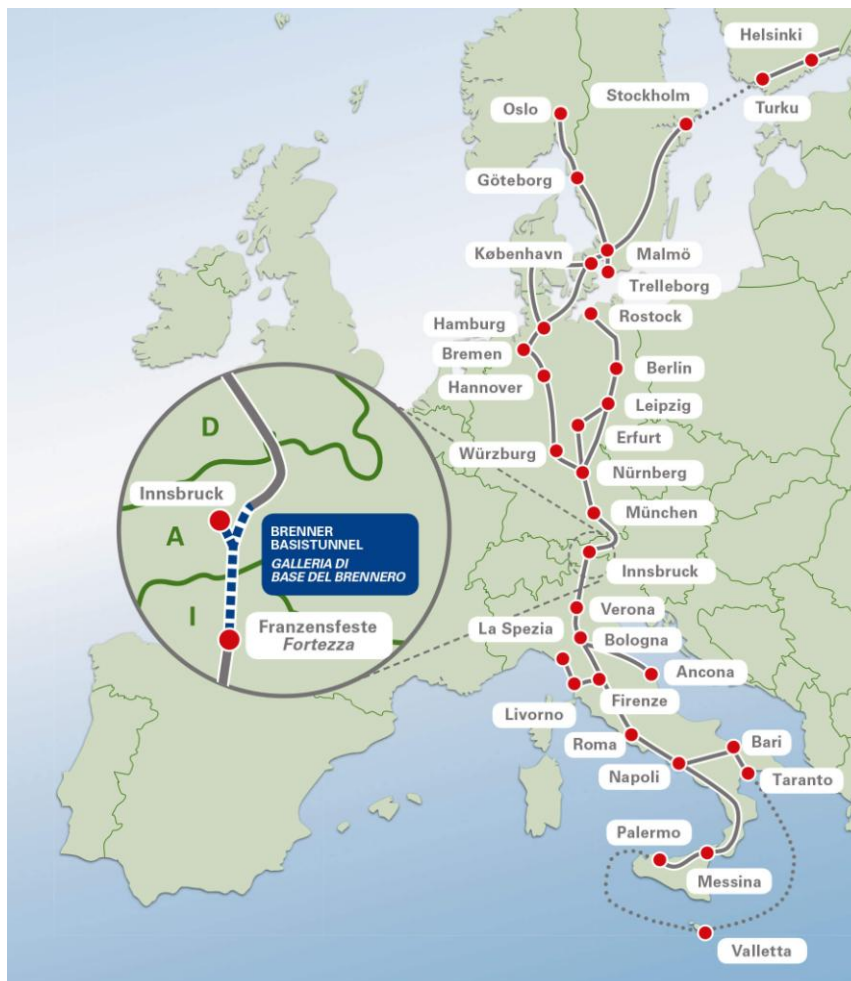 Helsinki
Stockholm
Oslo
Turku
Göteborg
København
Malmö
Trelleborg
Hamburg
Rostock
Bremen
Berlin
Hannover
Leipzig
D
Erfurt
Würzburg
Nürnberg
Innsbruck
München
A
BRENNER
BASISTUNNEL
GALLERIA DI
BASE DEL BRENNERO
Innsbruck
I
Verona
Franzensfeste
Fortezza
La Spezia
Bologna
Ancona
Firenze
Livorno
Roma
Bari
Napoli
Taranto
Palermo
Messina
Valletta